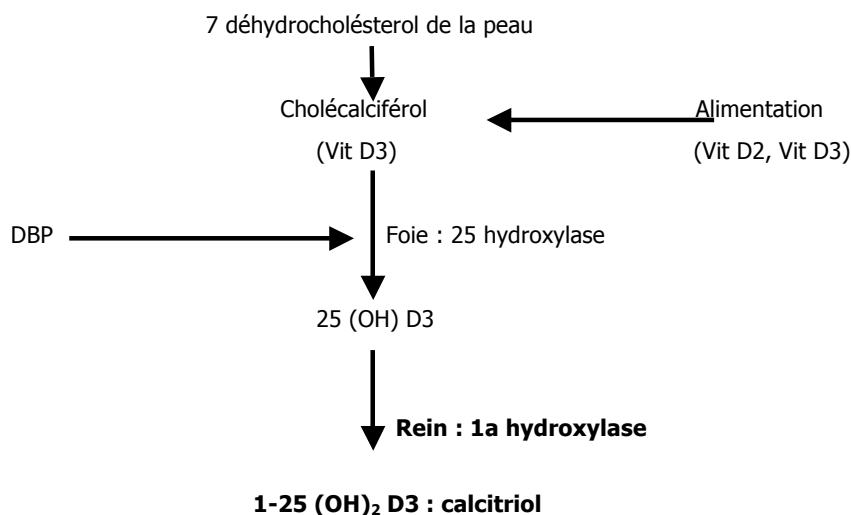 7 déhydrocholésterol de la peau
Cholécalciférol
(Vit D3)
Alimentation
(Vit D2, Vit D3)
DBP
Foie : 25 hydroxylase
25 (OH) D3
Rein : 1a hydroxylase
1-25 (OH)₂ D3 : calcitriol